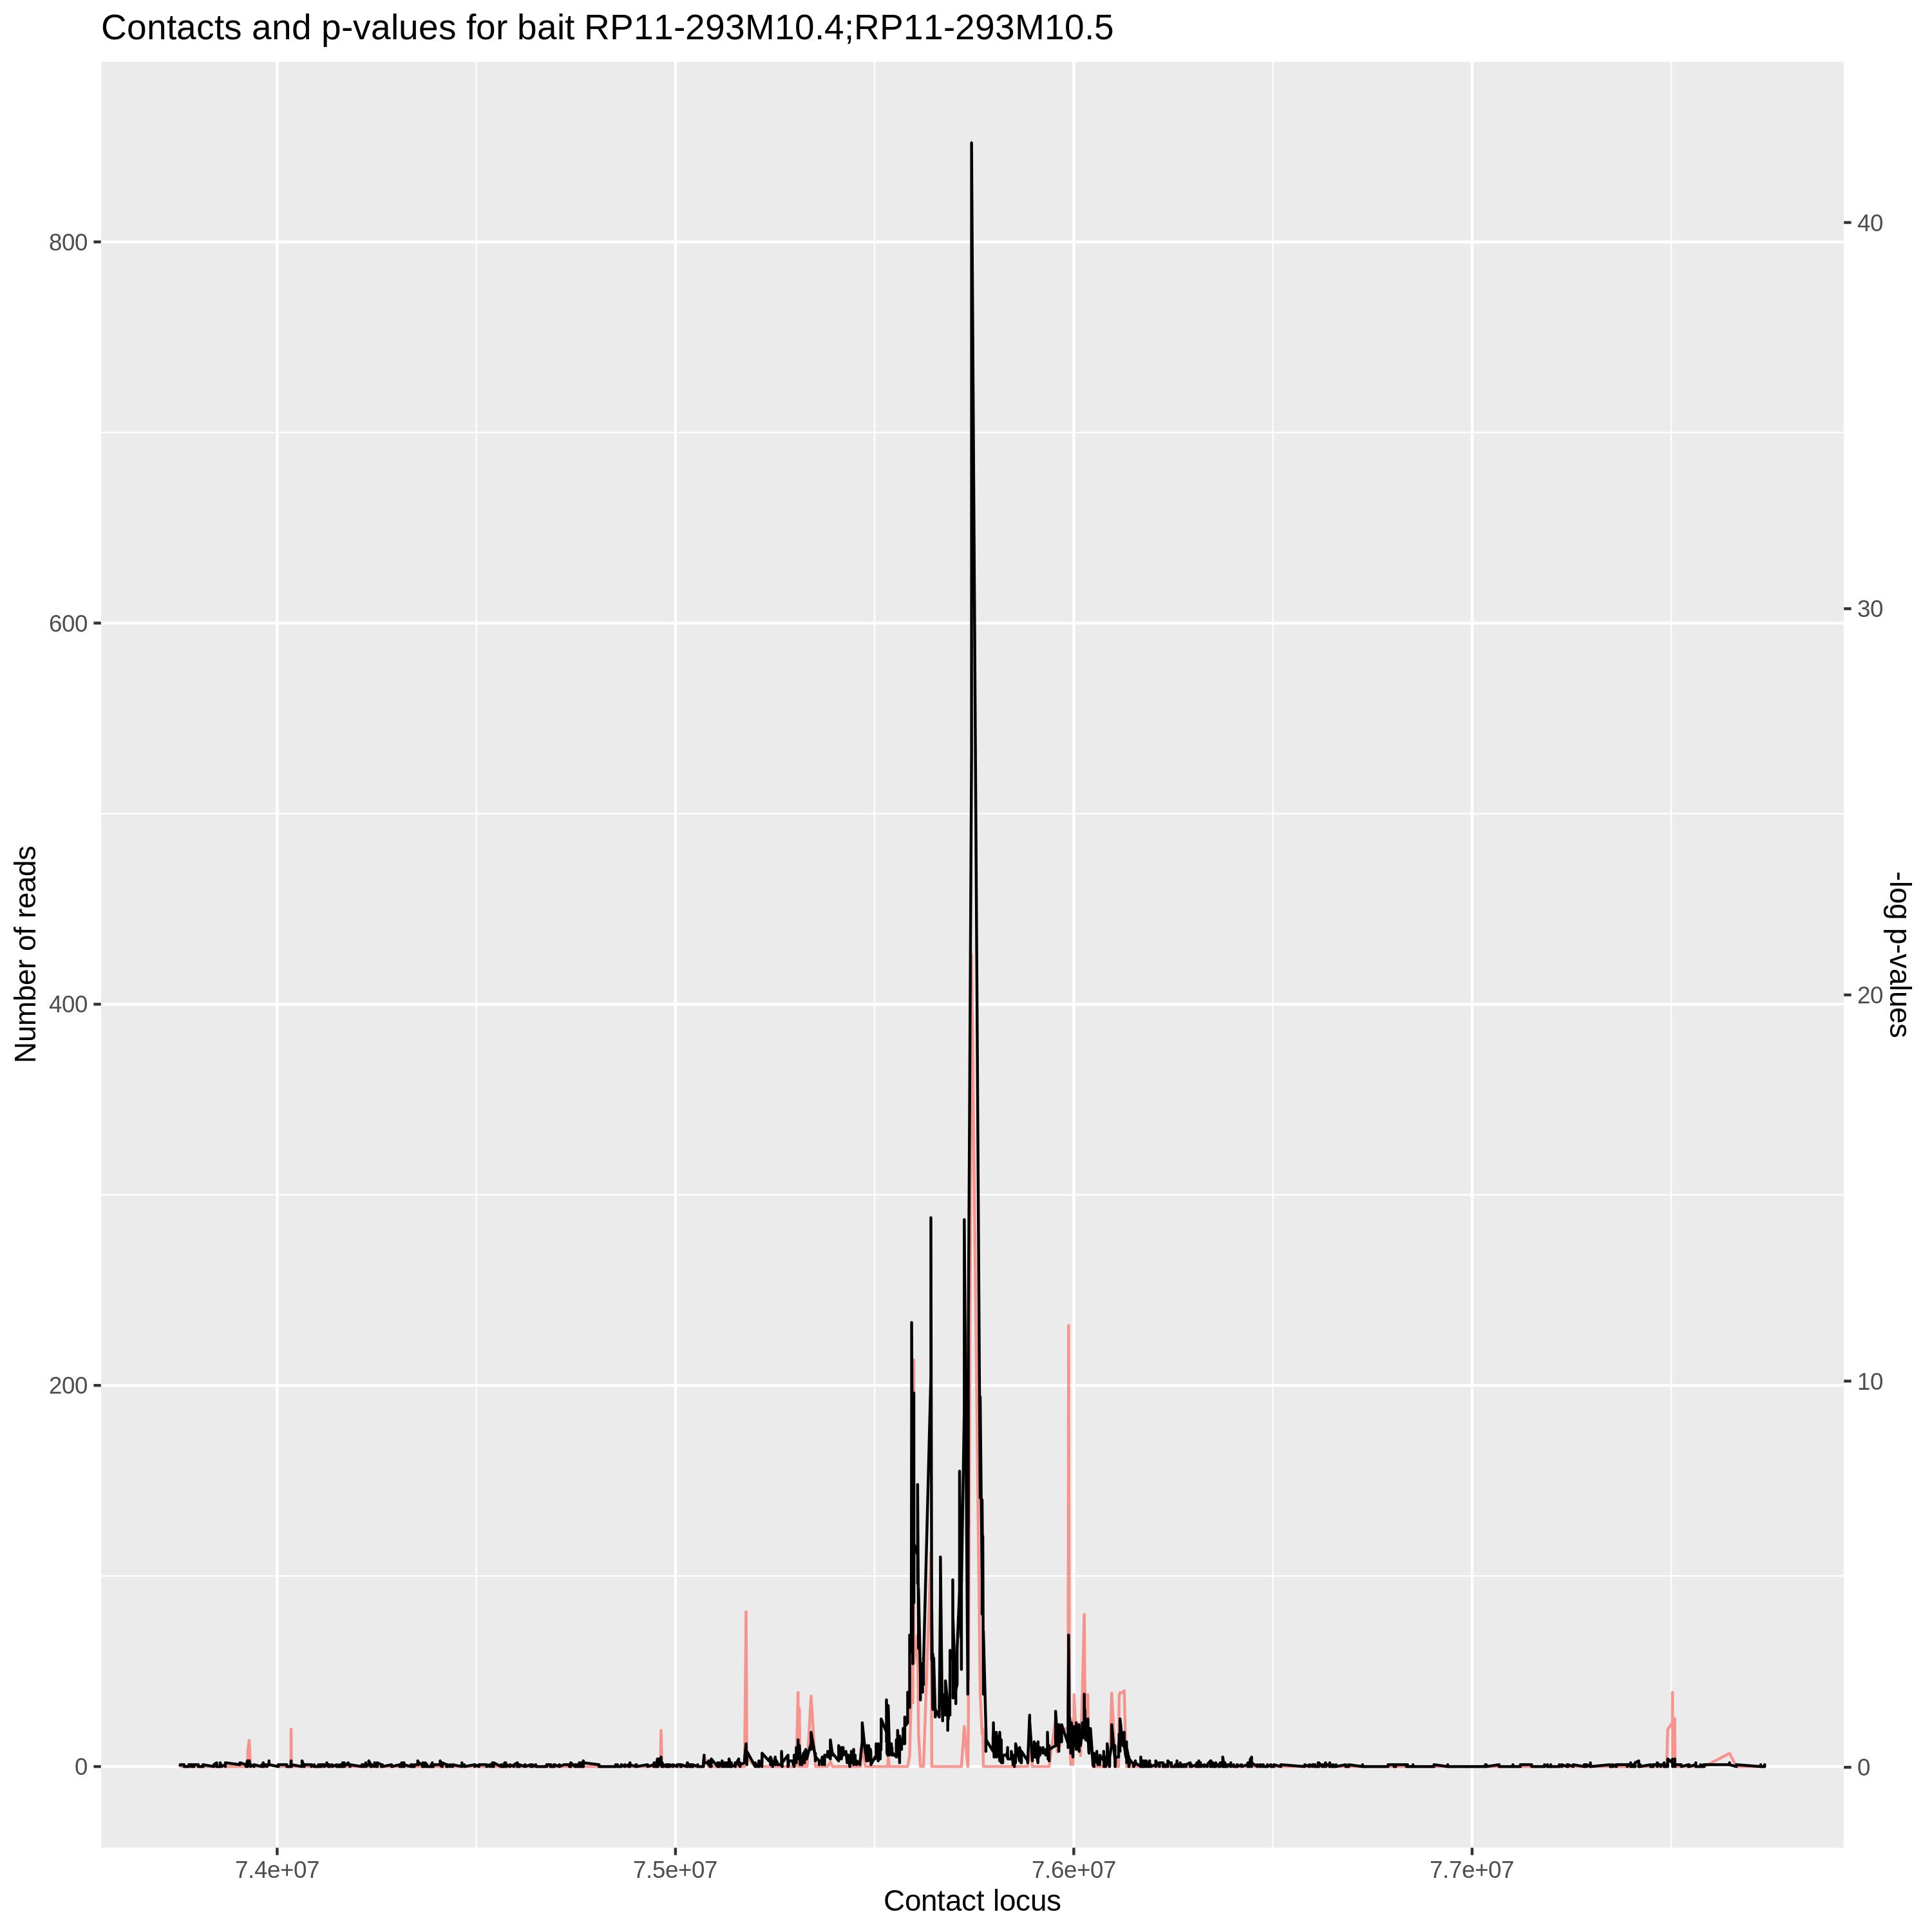 Contacts and p-values for bait RP11-293M10.4;RP11-293M10.5
Number of reads
800
600
400
200
0
40
30
20
10
0
-log p-values
7.4e+07 7.5e+07 7.6e+07 7.7e+07
Contact locus